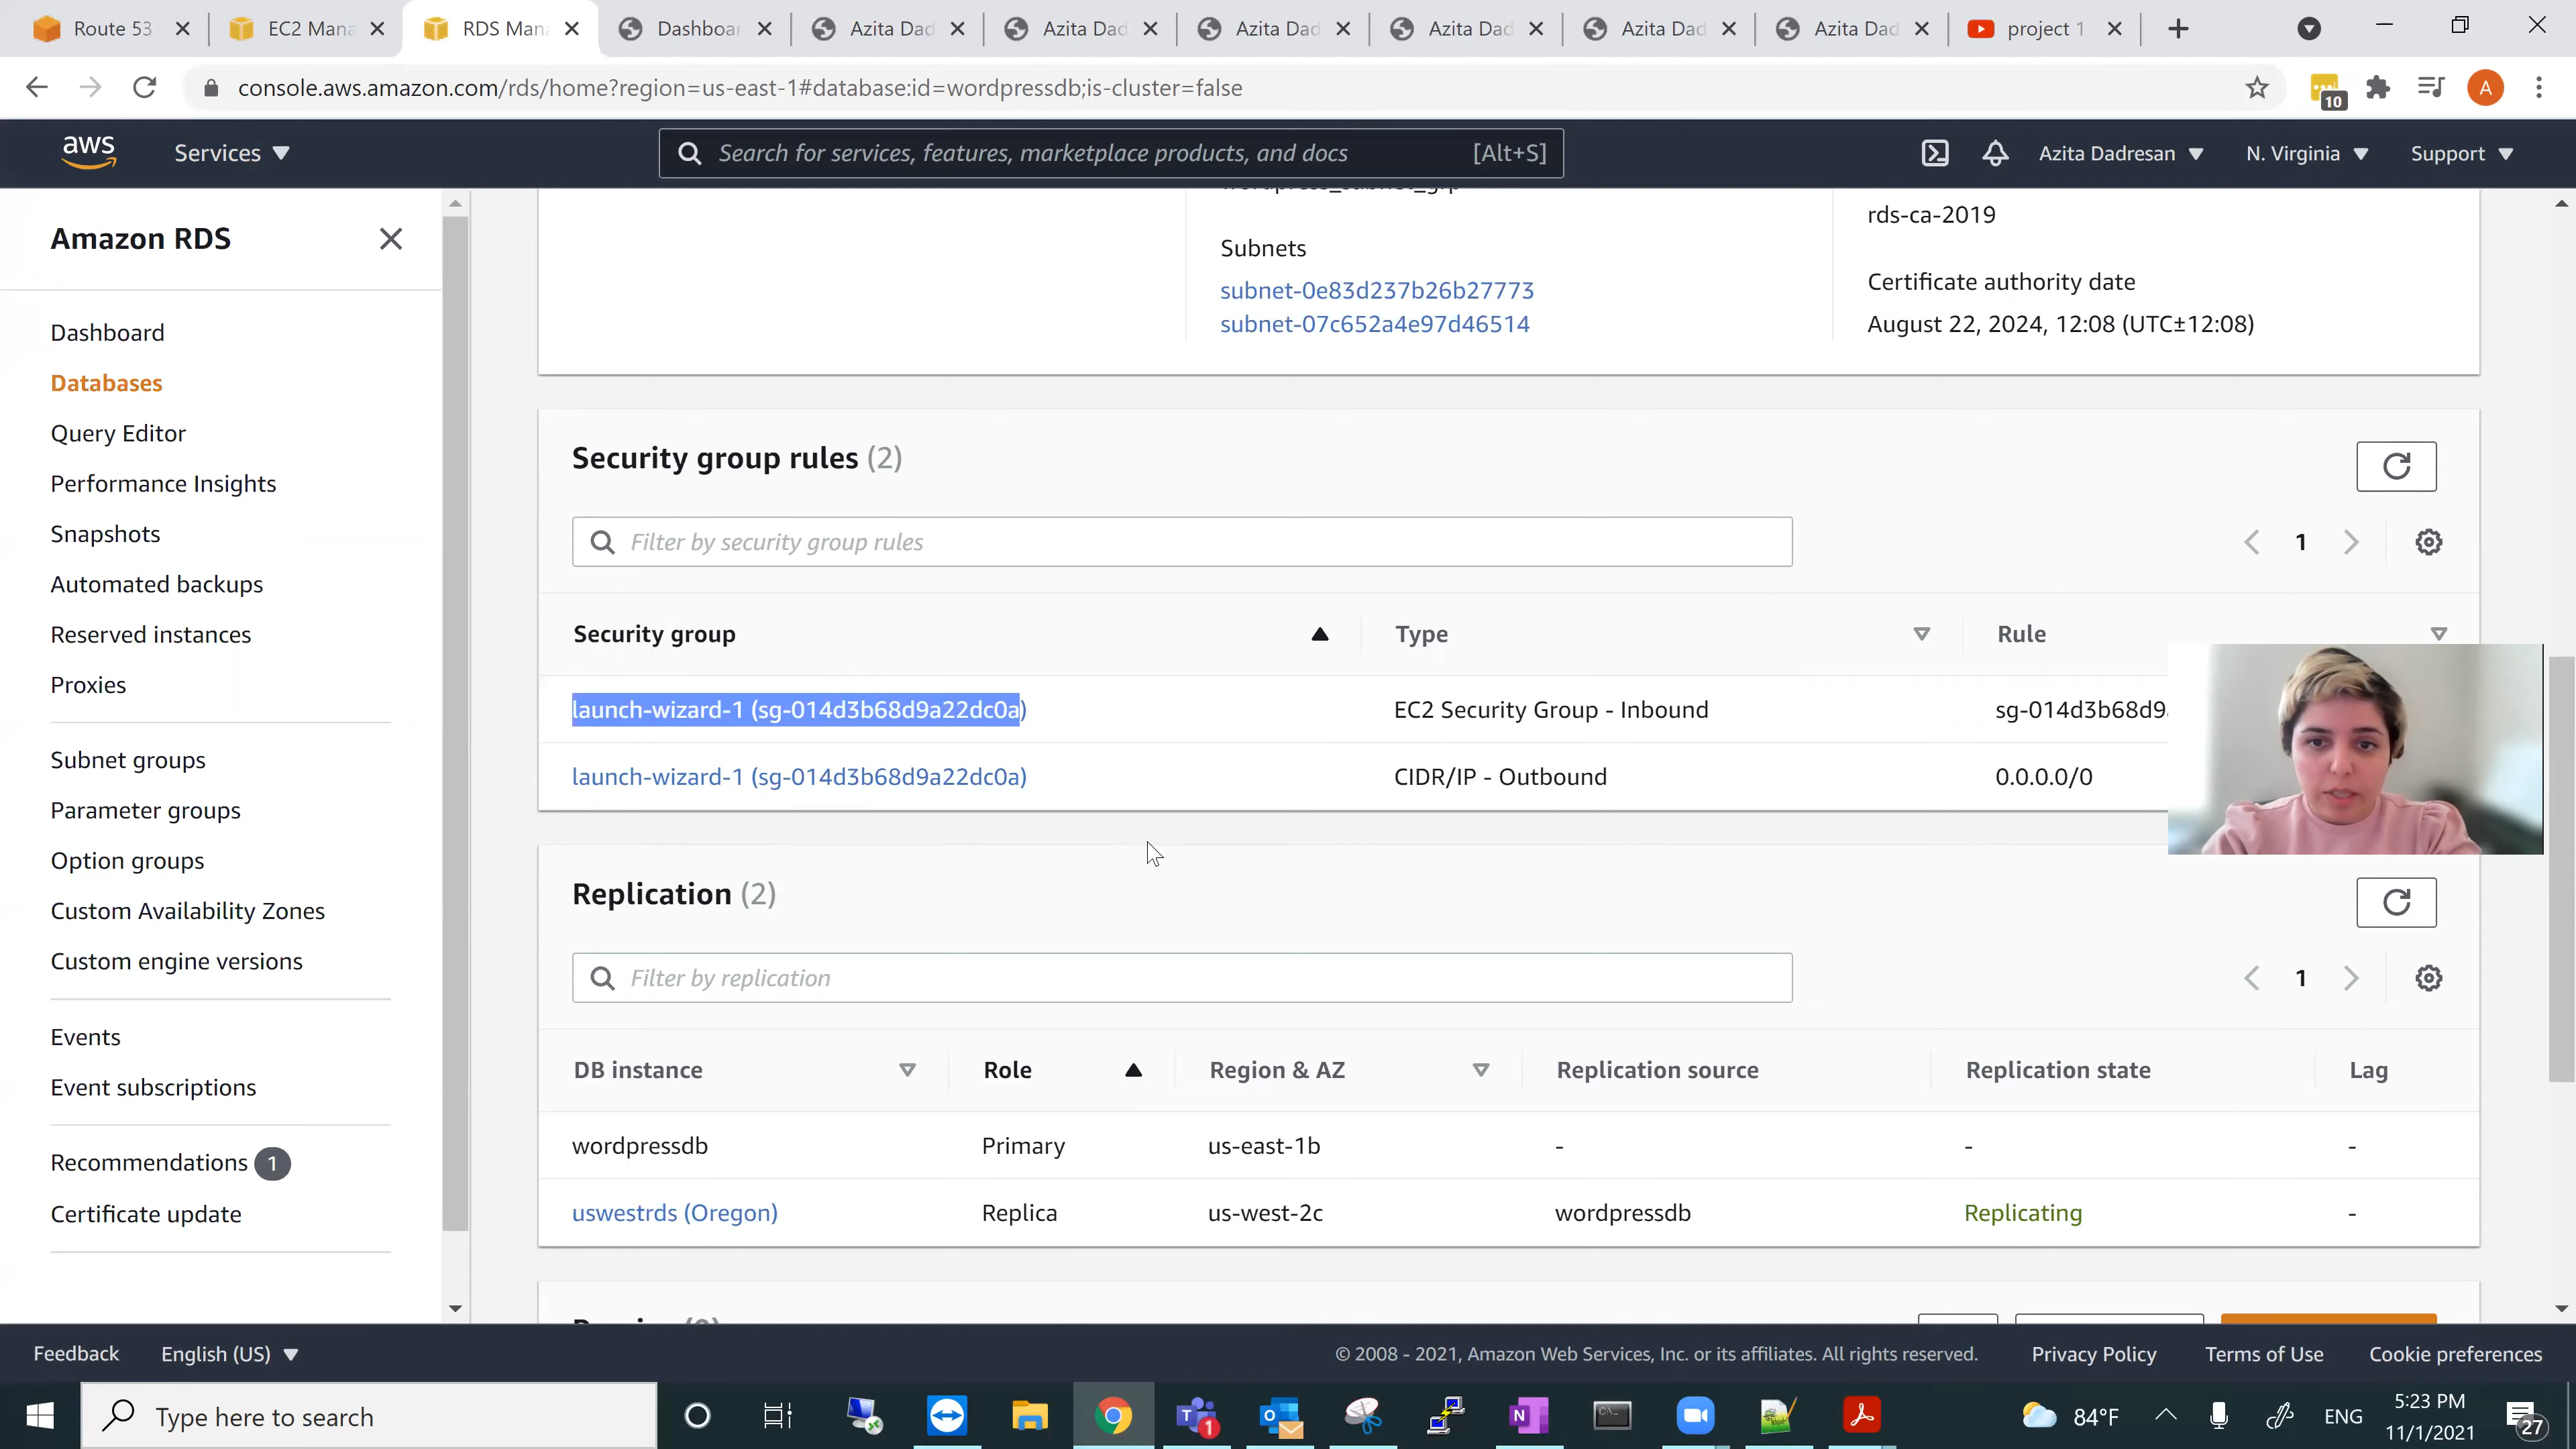 Route 53
EC2 Mana
RDS Man
Dashboar
Azita Dad
Azita Dad
Azita Dad
Azita Dad
Azita Dad
Azita Dad
project 1
console.aws.amazon.com/rds/home?region=us-east-1#database:id=wordpressdb;is-cluster=false
10
A
aws
Services
Search for services, features, marketplace products, and docs
[Alt+S]
Azita Dadresan
N. Virginia
Support
Amazon RDS
Dashboard
Databases
Query Editor
Performance Insights
Snapshots
Automated backups
Reserved instances
Proxies
Subnet groups
Parameter groups
Option groups
Custom Availability Zones
Custom engine versions
Events
Event subscriptions
Recommendations 1
Certificate update
wordpress_subnet_grp
Subnets
subnet-0e83d237b26b27773
subnet-07c652a4e97d46514
rds-ca-2019
Certificate authority date
August 22, 2024, 12:08 (UTC±12:08)
Security group rules (2)
Filter by security group rules
1
Security group Type Rule
launch-wizard-1 (sg-014d3b68d9a22dc0a) EC2 Security Group - Inbound sg-014d3b68d9
launch-wizard-1 (sg-014d3b68d9a22dc0a) CIDR/IP - Outbound 0.0.0.0/0
Replication (2)
Filter by replication
1
DB instance Role Region & AZ Replication source Replication state Lag
wordpressdb Primary us-east-1b - - -
uswestrds (Oregon) Replica us-west-2c wordpressdb Replicating -
Feedback
English (US)
© 2008 - 2021, Amazon Web Services, Inc. or its affiliates. All rights reserved.
Privacy Policy
Terms of Use
Cookie preferences
Type here to search
84°F
ENG
5:23 PM
11/1/2021
27